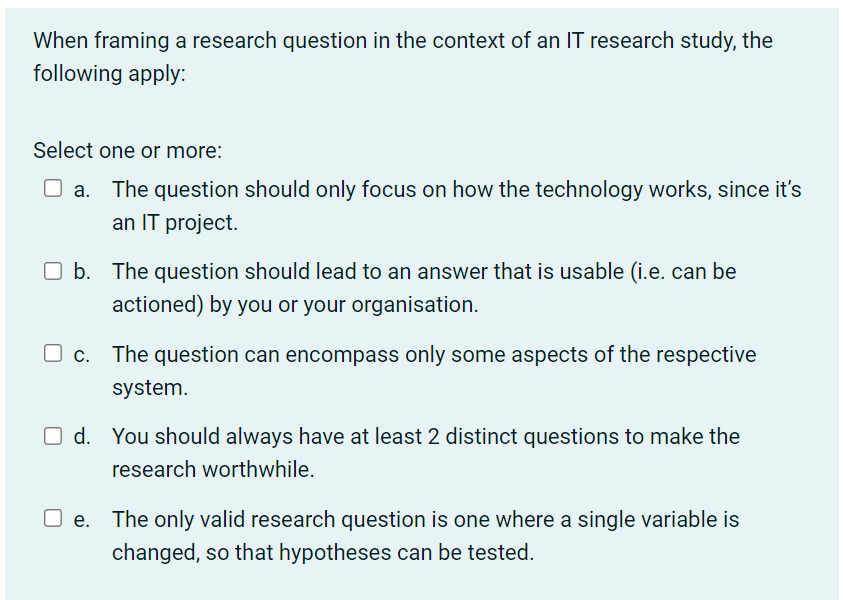 When framing a research question in the context of an IT research study, the
following apply:
Select one or more:
a. The question should only focus on how the technology works, since it’s
an IT project.
b. The question should lead to an answer that is usable (i.e. can be
actioned) by you or your organisation.
c. The question can encompass only some aspects of the respective
system.
d. You should always have at least 2 distinct questions to make the
research worthwhile.
e. The only valid research question is one where a single variable is
changed, so that hypotheses can be tested.